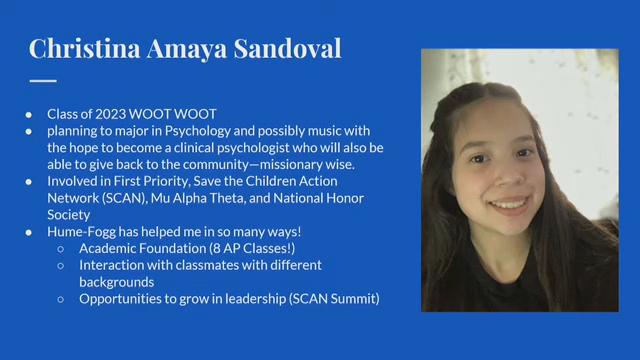 Christina Amaya Sandoval
● Class of 2023 WOOT WOOT
● planning to major in Psychology and possibly music with
the hope to become a clinical psychologist who will also be
able to give back to the community—missionary wise.
● Involved in First Priority, Save the Children Action
Network (SCAN), Mu Alpha Theta, and National Honor
Society
● Hume-Fogg has helped me in so many ways!
○ Academic Foundation (8 AP Classes!)
○ Interaction with classmates with different
backgrounds
○ Opportunities to grow in leadership (SCAN Summit)